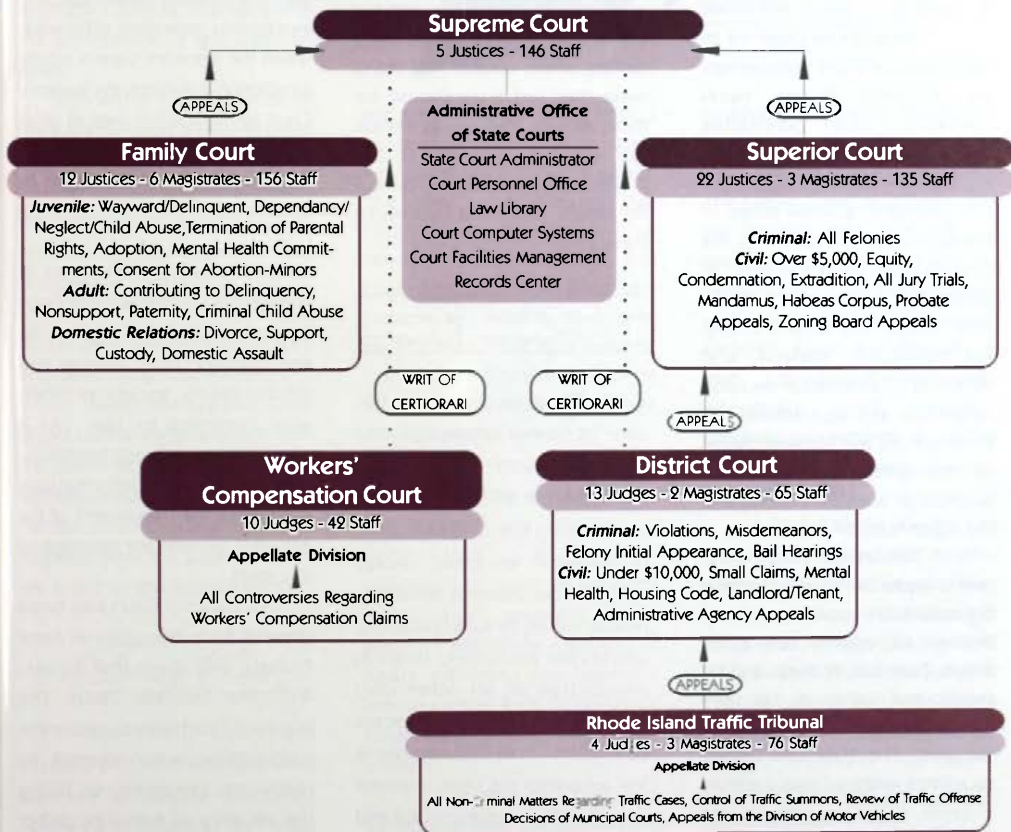 Supreme Court
5 Justices - 146 Staff
APPEALS
APPEALS
Administrative Office
of State Courts
State Court Administrator
Court Personnel Office
Law Library
Court Computer Systems
Court Facilities Management
Records Center
Family Court
12 Justices - 6 Magistrates - 156 Staff
Juvenile: Wayward/Delinquent, Dependancy/
Neglect/Child Abuse,Termination of Parental
Rights, Adoption, Mental Health Commit-
ments, Consent for Abortion-Minors
Adult: Contributing to Delinquency,
Nonsupport, Paternity, Criminal Child Abuse
Domestic Relations: Divorce, Support,
Custody, Domestic Assault
Superior Court
22 Justices - 3 Magistrates - 135 Staff
Criminal: All Felonies
Civil: Over $5,000, Equity,
Condemnation, Extradition, All Jury Trials,
Mandamus, Habeas Corpus, Probate
Appeals, Zoning Board Appeals
WRIT OF
CERTIORARI
WRIT OF
CERTIORARI
APPEALS
Workers'
Compensation Court
10 Judges - 42 Staff
Appellate Division
All Controversies Regarding
Workers' Compensation Claims
District Court
13 Judges - 2 Magistrates - 65 Staff
Criminal: Violations, Misdemeanors,
Felony Initial Appearance, Bail Hearings
Civil: Under $10,000, Small Claims, Mental
Health, Housing Code, Landlord/Tenant,
Administrative Agency Appeals
APPEALS
Rhode Island Traffic Tribunal
4 Judges - 3 Magistrates - 76 Staff
Appellate Division
All Non-Criminal Matters Regarding Traffic Cases, Control of Traffic Summons, Review of Traffic Offense
Decisions of Municipal Courts, Appeals from the Division of Motor Vehicles